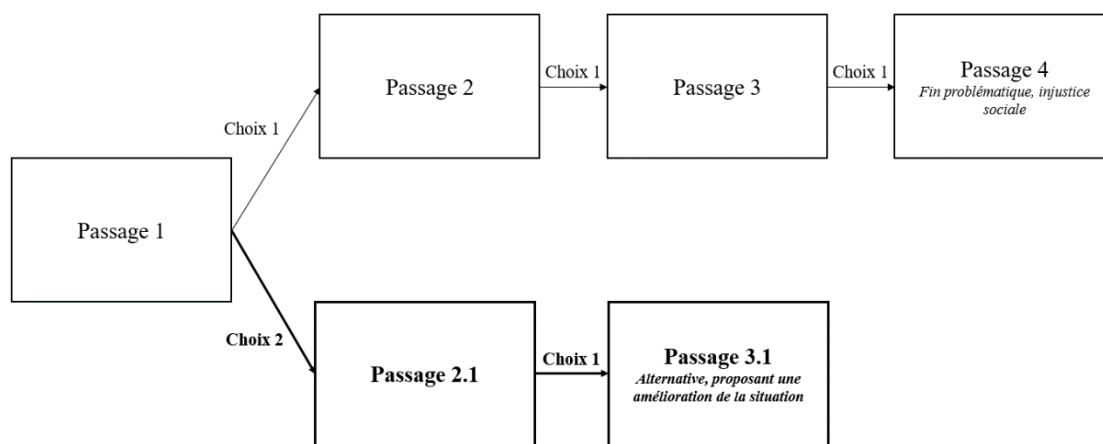 Passage 2
Choix 1
Passage 3
Choix 1
Passage 4
Fin problématique, injustice
sociale
Choix 1
Passage 1
Choix 2
Passage 2.1
Choix 1
Passage 3.1
Alternative, proposant une
amélioration de la situation